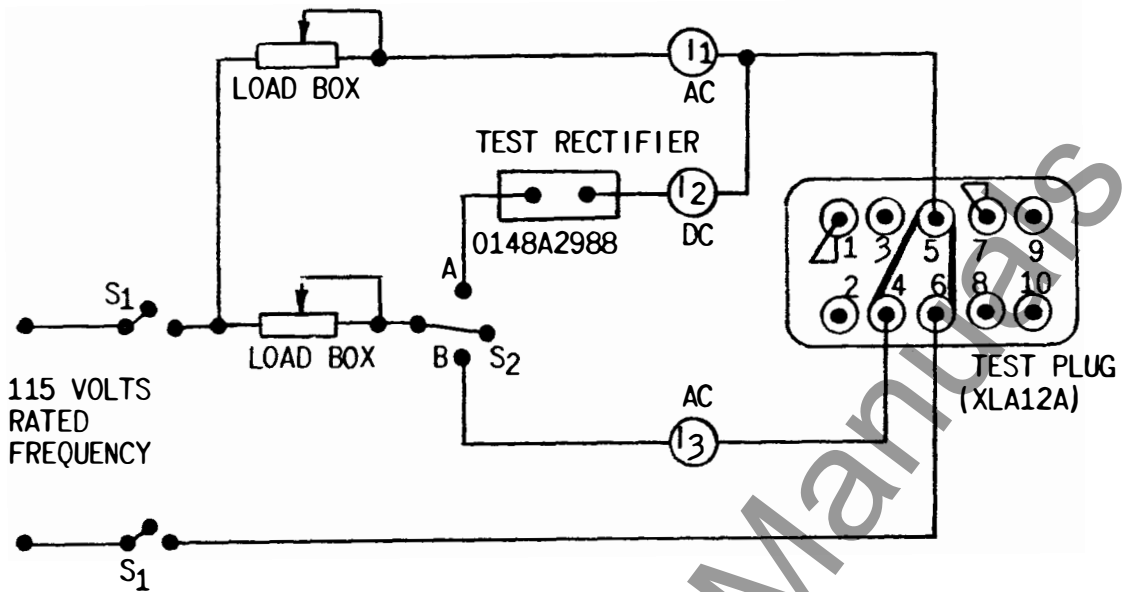 LOAD BOX
I1
AC
TEST RECTIFIER
I2
0148A2988
DC
1 3 5 7 9
2 4 6 8 10
A
S1
LOAD BOX
B
S2
TEST PLUG
(XLA12A)
115 VOLTS
RATED
FREQUENCY
AC
I3
S1
Manuals